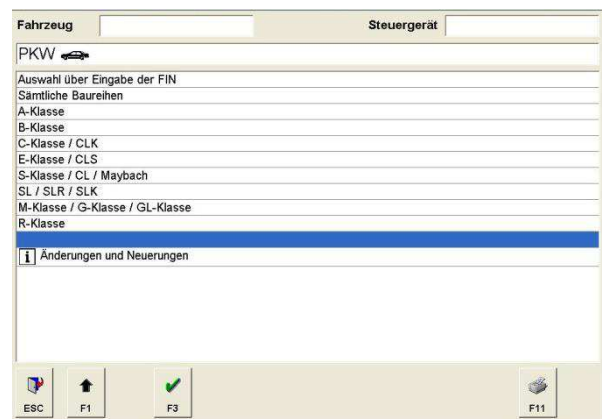 Fahrzeug Steuergerät
PKW
Auswahl über Eingabe der FIN
Sämtliche Baureihen
A-Klasse
B-Klasse
C-Klasse / CLK
E-Klasse / CLS
S-Klasse / CL / Maybach
SL / SLR / SLK
M-Klasse / G-Klasse / GL-Klasse
R-Klasse
i Änderungen und Neuerungen
ESC F1 F3 F11